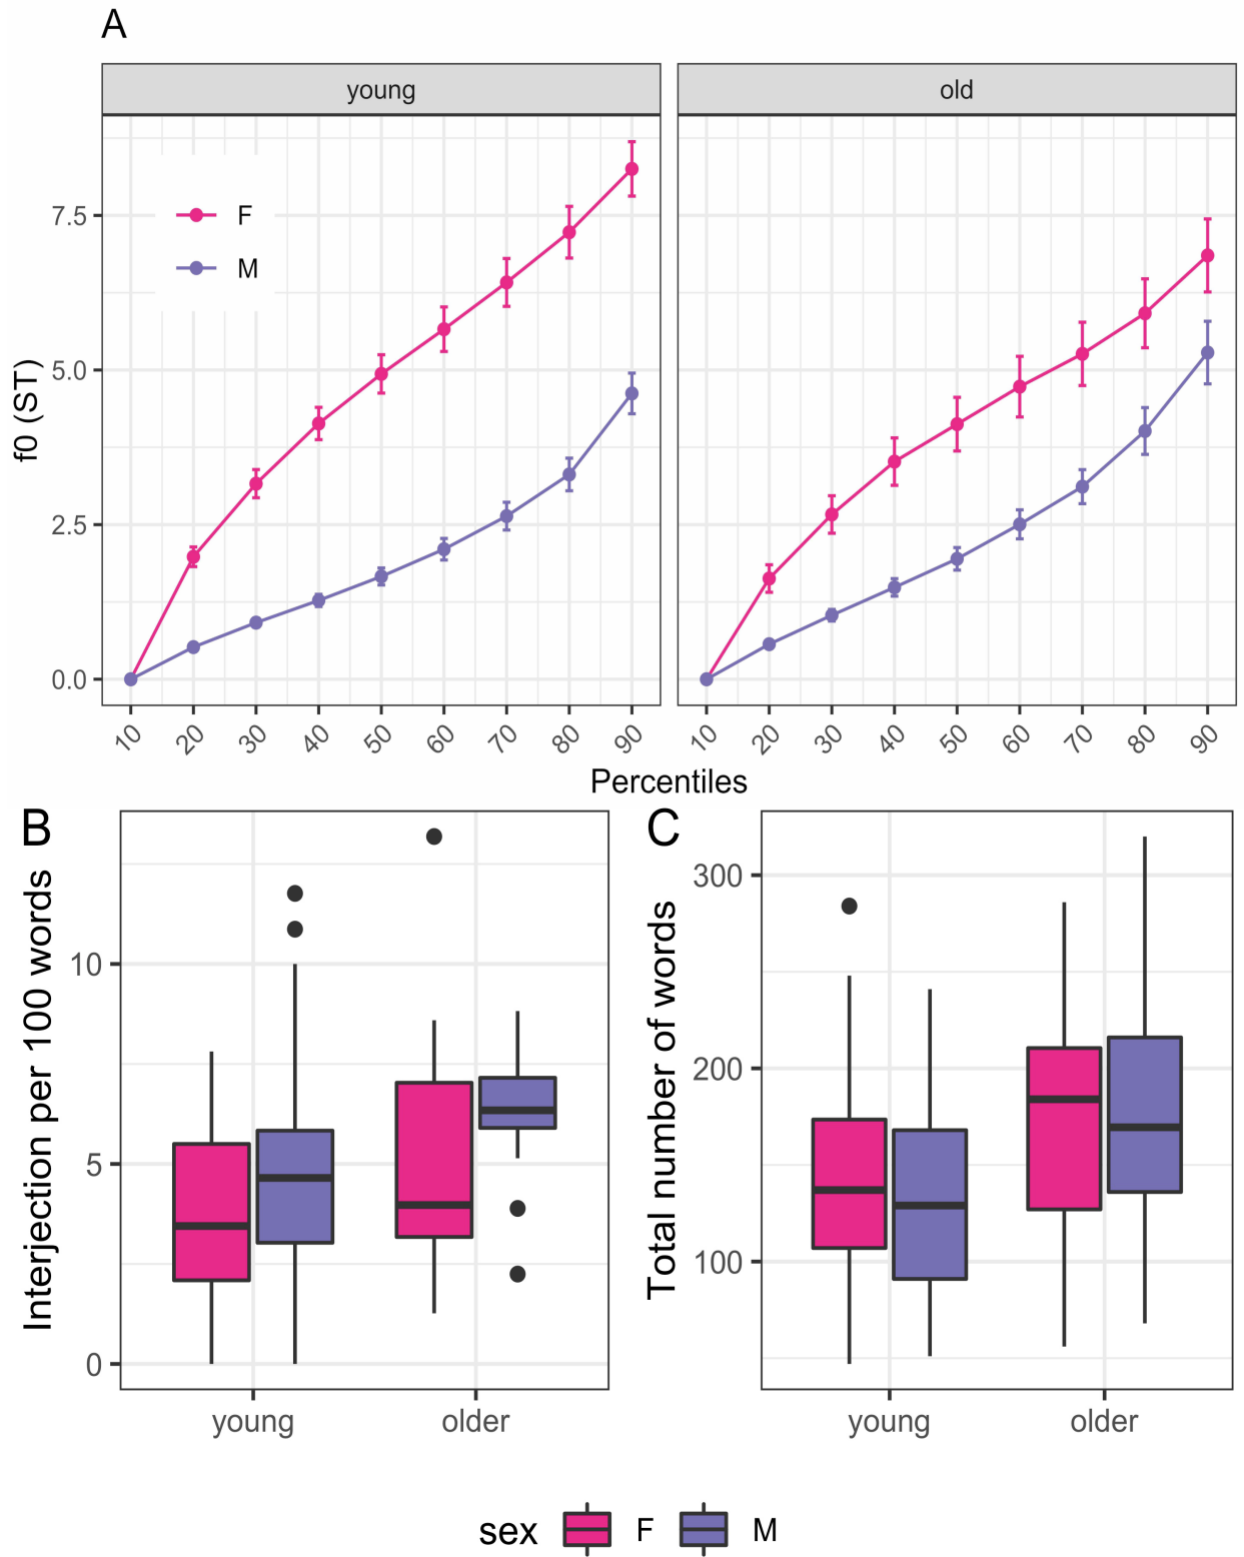 A
young
old
F
M
7.5
5.0
2.5
0.0
f0 (ST)
10 20 30 40 50 60 70 80 90
10 20 30 40 50 60 70 80 90
Percentiles
B
Interjection per 100 words
10
5
0
young older
C
Total number of words
300
200
100
young older
sex F M